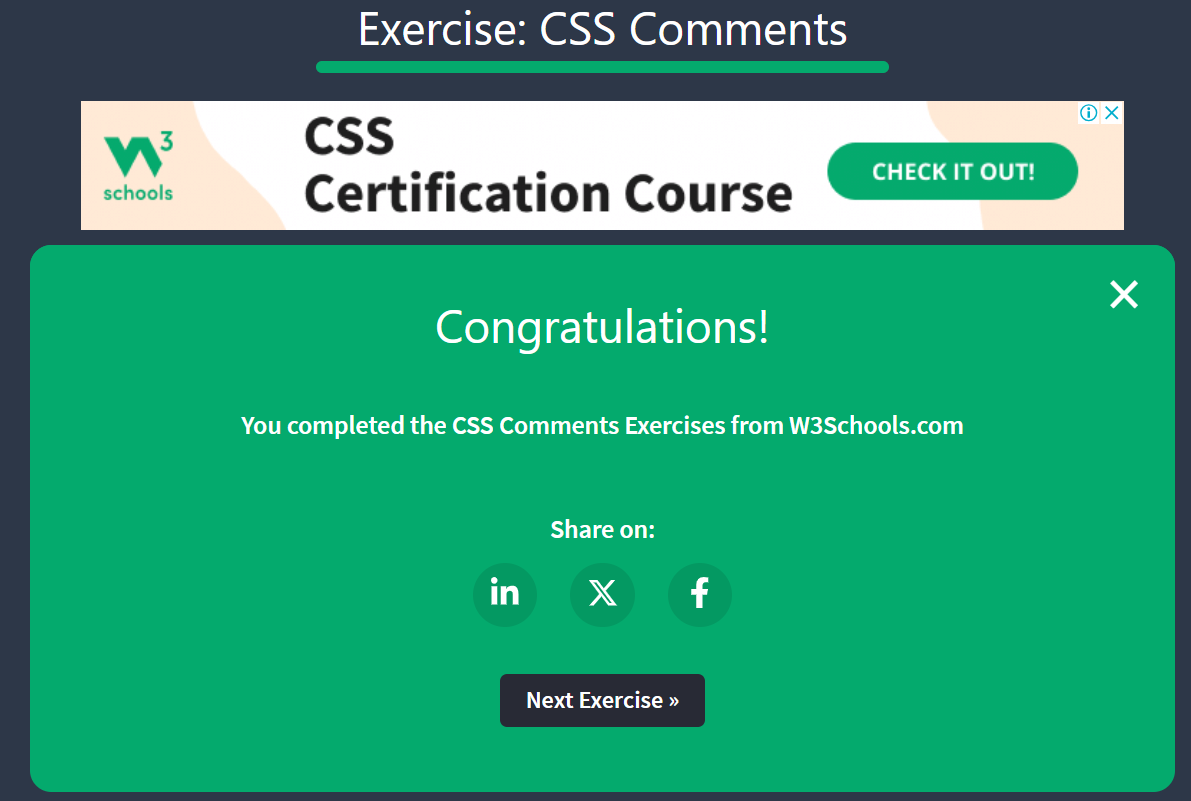 Exercise: CSS Comments
W3
schools
CSS
Certification Course
CHECK IT OUT!
Congratulations!
You completed the CSS Comments Exercises from W3Schools.com
Share on:
in
X
f
Next Exercise »